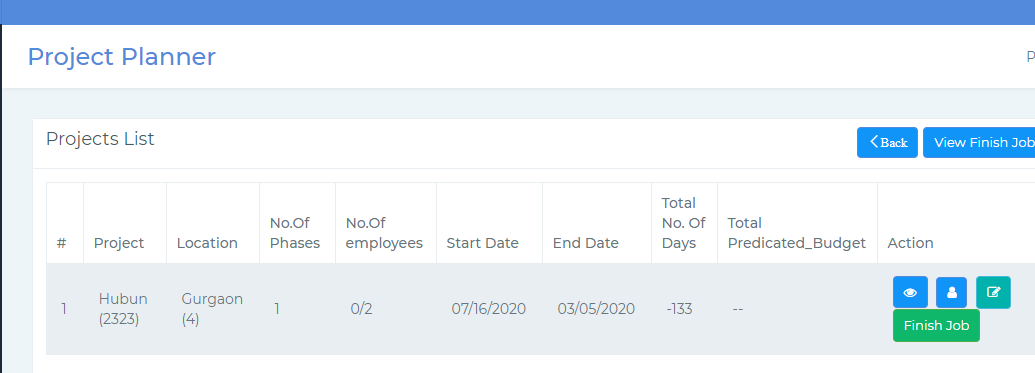 Project Planner
P
Projects List
Back
View Finish Job
#
Project
Location
No.Of
Phases
No.Of
employees
Start Date
End Date
Total
No. Of
Days
Total
Predicated_Budget
Action
1
Hubun
(2323)
Gurgaon
(4)
1
0/2
07/16/2020
03/05/2020
-133
--
Finish Job